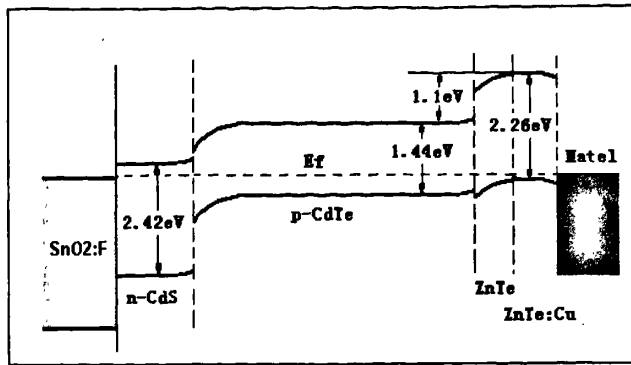 1.1eV
2.26eV
Ef
1.44eV
Matel
2.42eV
p-CdTe
SnO2:F
n-CdS
ZnTe
ZnTe:Cu